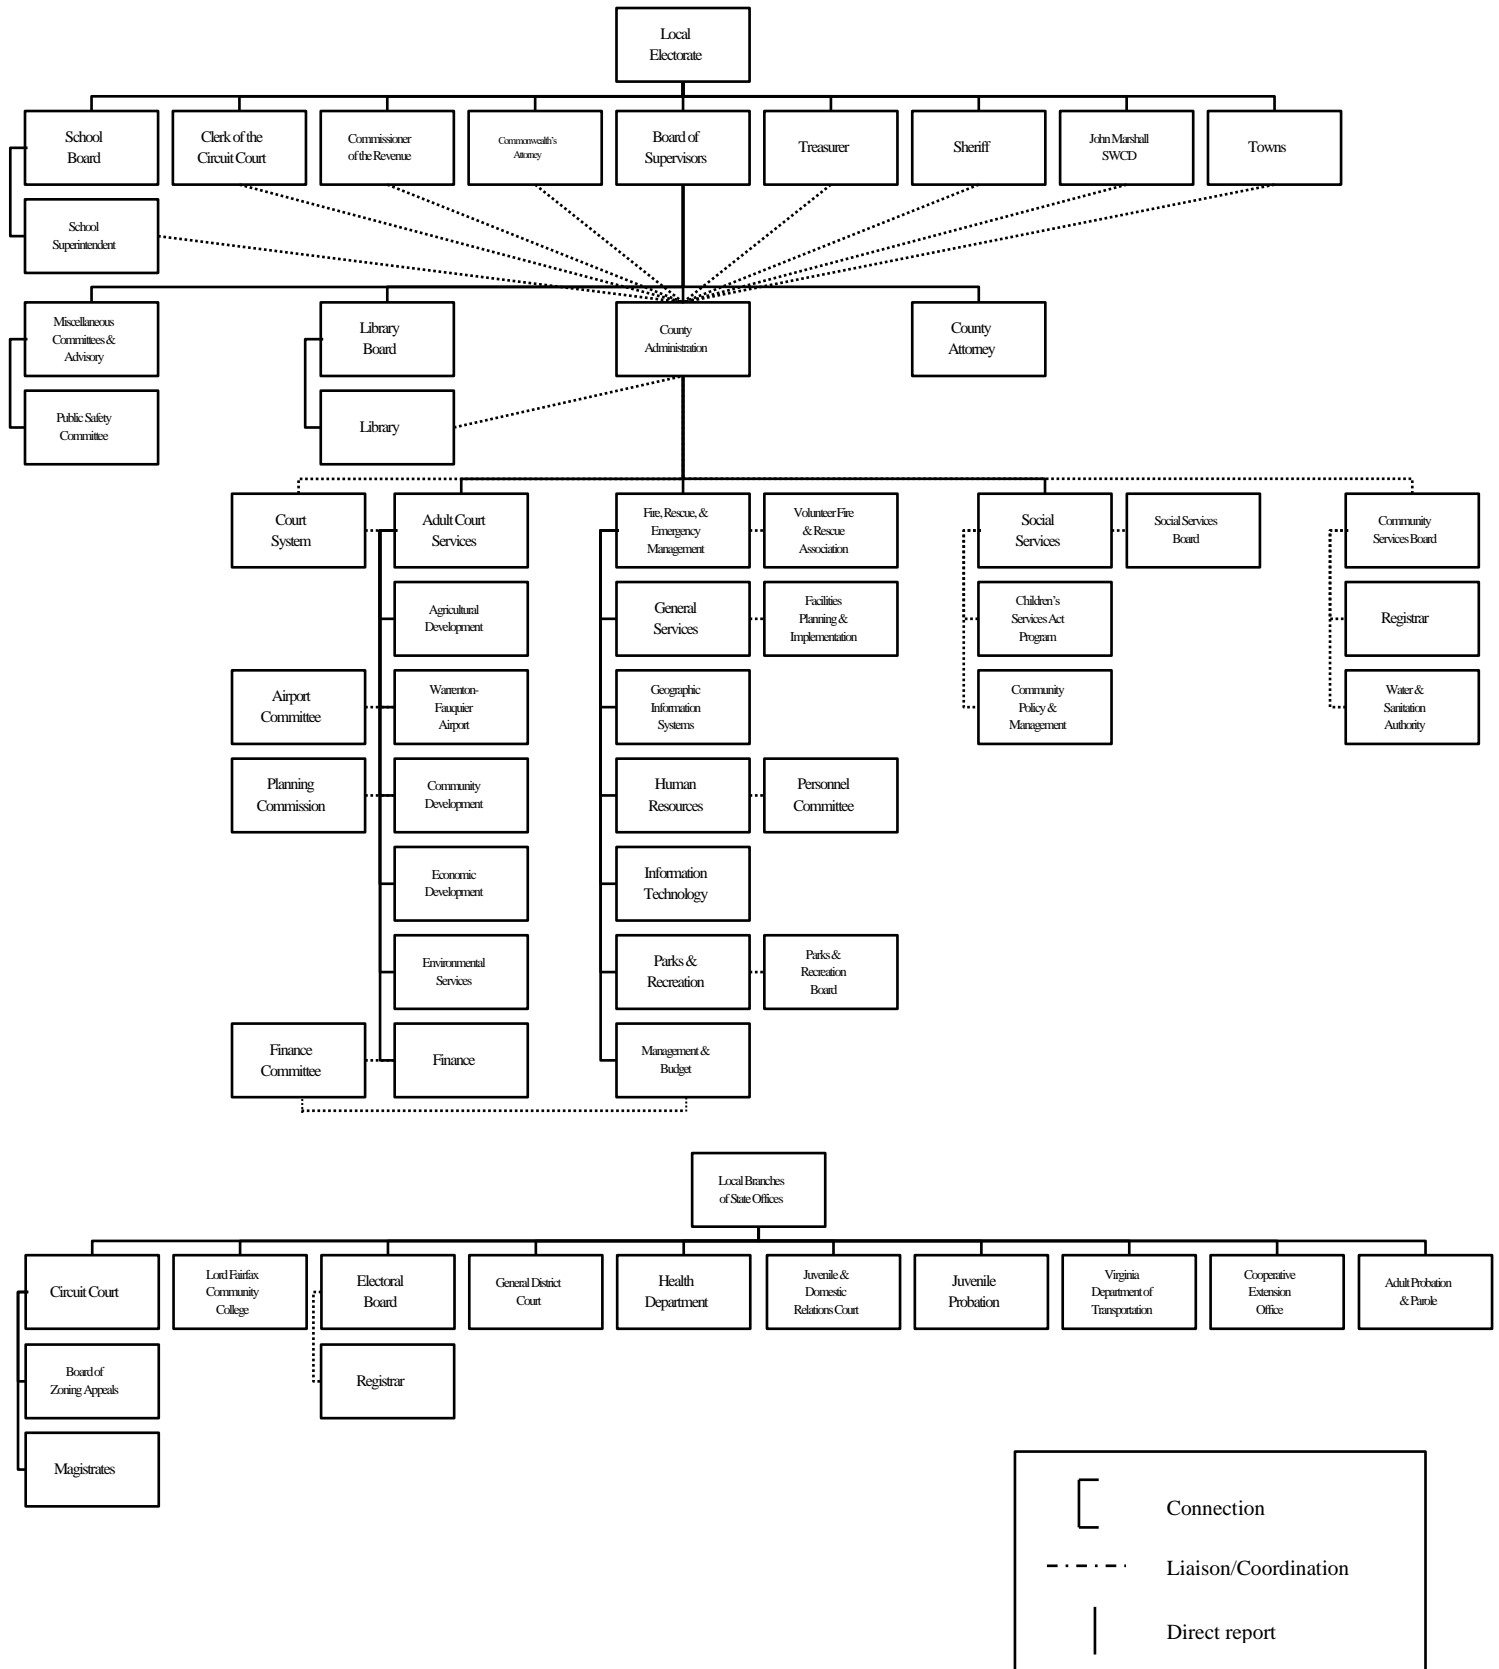 Local
Electorate
School
Board
Clerk of the
Circuit Court
Commissioner
of the Revenue
Commonwealth's
Attorney
Board of
Supervisors
Treasurer
Sheriff
John Marshall
SWCD
Towns
School
Superintendent
Miscellaneous
Committees &
Advisory
Library
Board
County
Administration
County
Attorney
Public Safety
Committee
Library
Court
System
Adult Court
Services
Fire, Rescue, &
Emergency
Management
Volunteer Fire
& Rescue
Association
Social
Services
Social Services
Board
Community
Services Board
Agricultural
Development
General
Services
Facilities
Planning &
Implementation
Children's
Services Act
Program
Registrar
Airport
Committee
Warrenton-
Fauquier
Airport
Geographic
Information
Systems
Community
Policy &
Management
Water &
Sanitation
Authority
Planning
Commission
Community
Development
Human
Resources
Personnel
Committee
Economic
Development
Information
Technology
Environmental
Services
Parks &
Recreation
Parks &
Recreation
Board
Finance
Committee
Finance
Management &
Budget
Local Branches
of State Offices
Circuit Court
Lord Fairfax
Community
College
Electoral
Board
General District
Court
Health
Department
Juvenile &
Domestic
Relations Court
Juvenile
Probation
Virginia
Department of
Transportation
Cooperative
Extension
Office
Adult Probation
& Parole
Board of
Zoning Appeals
Registrar
Magistrates
Connection
Liaison/Coordination
Direct report